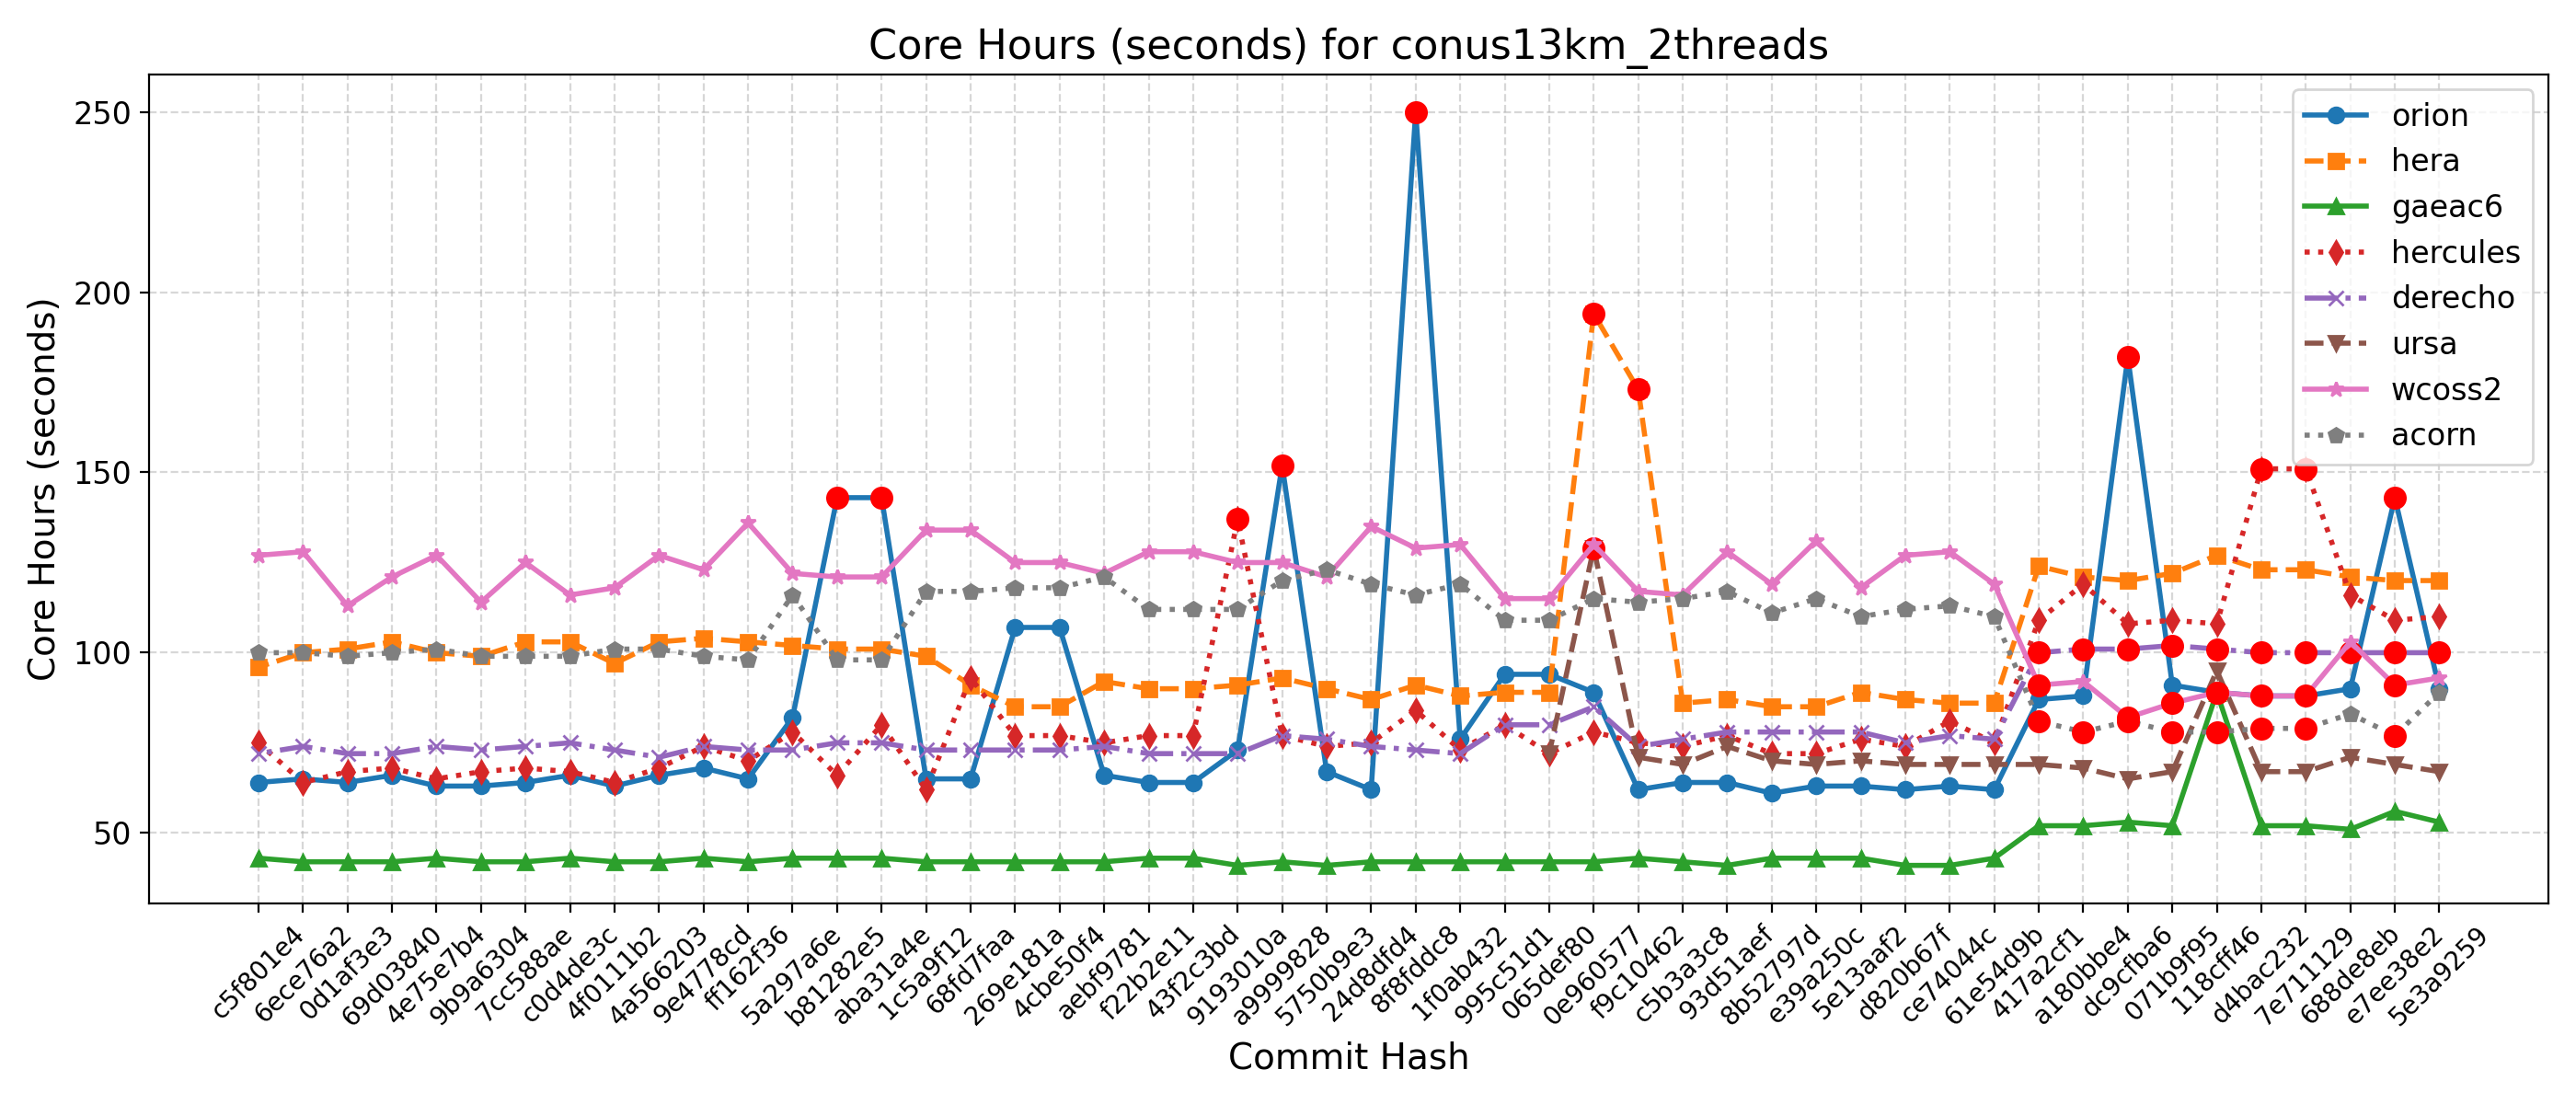 Core Hours (seconds) for conus13km_2threads
Core Hours (seconds)
250
200
150
100
50
orion
hera
gaeac6
hercules
derecho
ursa
wcoss2
acorn
c5f801e4
6ece76a2
0d1af3e3
69d03840
4e75e7b4
9b9a6304
7cc588ae
c0d4de3c
4f0111b2
4a566203
9e4778cd
ff162f36
5a297a6e
b81282e5
aba31a4e
1c5a9f12
68fd7faa
269e181a
4cbe50f4
aebf9781
f22b2e11
43f2c3bd
9193010a
a9999828
5750b9e3
24d8dfd4
8f8fddc8
1f0ab432
995c51d1
065def80
0e960577
f9c10462
c5b3a3c8
93d51aef
8b52797d
e39a250c
5e13aaf2
d820b67f
ce74044c
61e54d9b
417a2cf1
a180bbe4
dc9cfba6
071b9f95
118cff46
d4bac232
7e711129
688de8eb
e7ee38e2
5e3a9259
Commit Hash